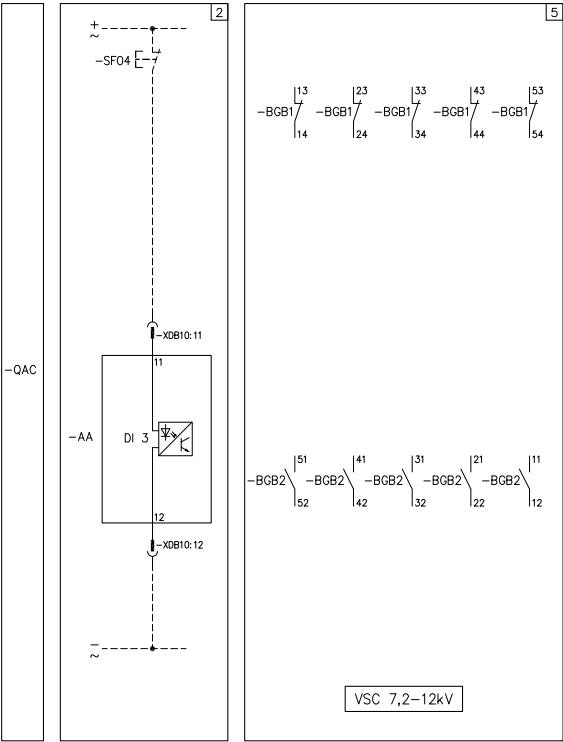 2
5
+
~
-SFO4
13 23 33 43 53
-BGB1 -BGB1 -BGB1 -BGB1 -BGB1
14 24 34 44 54
-XDB10:11
11
-QAC
-AA
DI 3
51 41 31 21 11
-BGB2 -BGB2 -BGB2 -BGB2 -BGB2
52 42 32 22 12
12
-XDB10:12
-
~
VSC 7,2-12kV